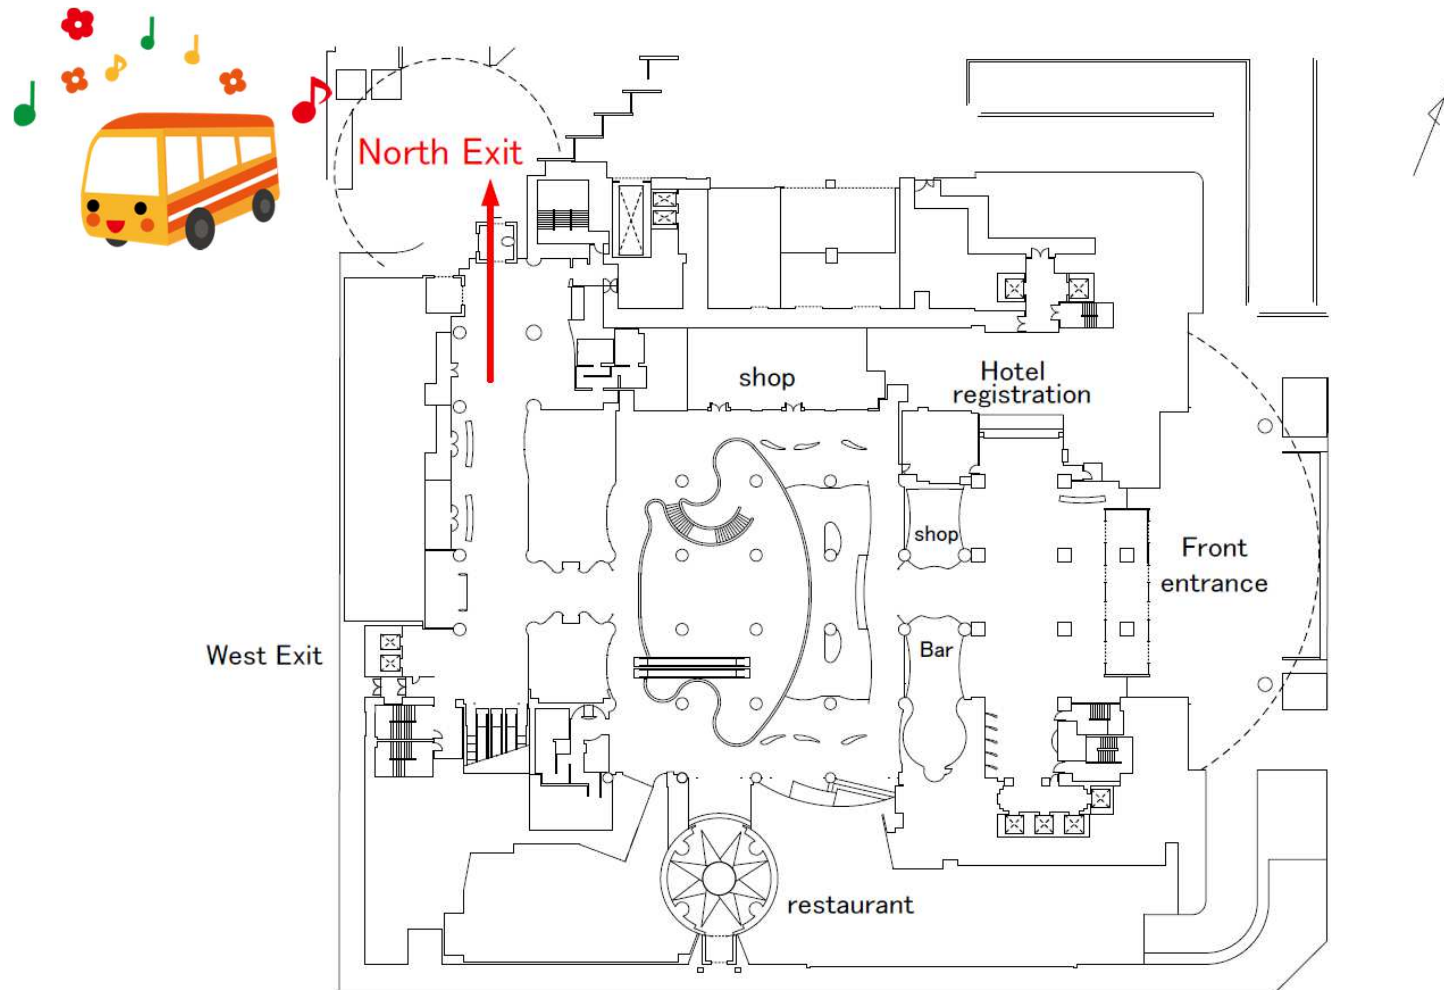 North Exit
shop
Hotel
registration
shop
Front
entrance
Bar
West Exit
restaurant